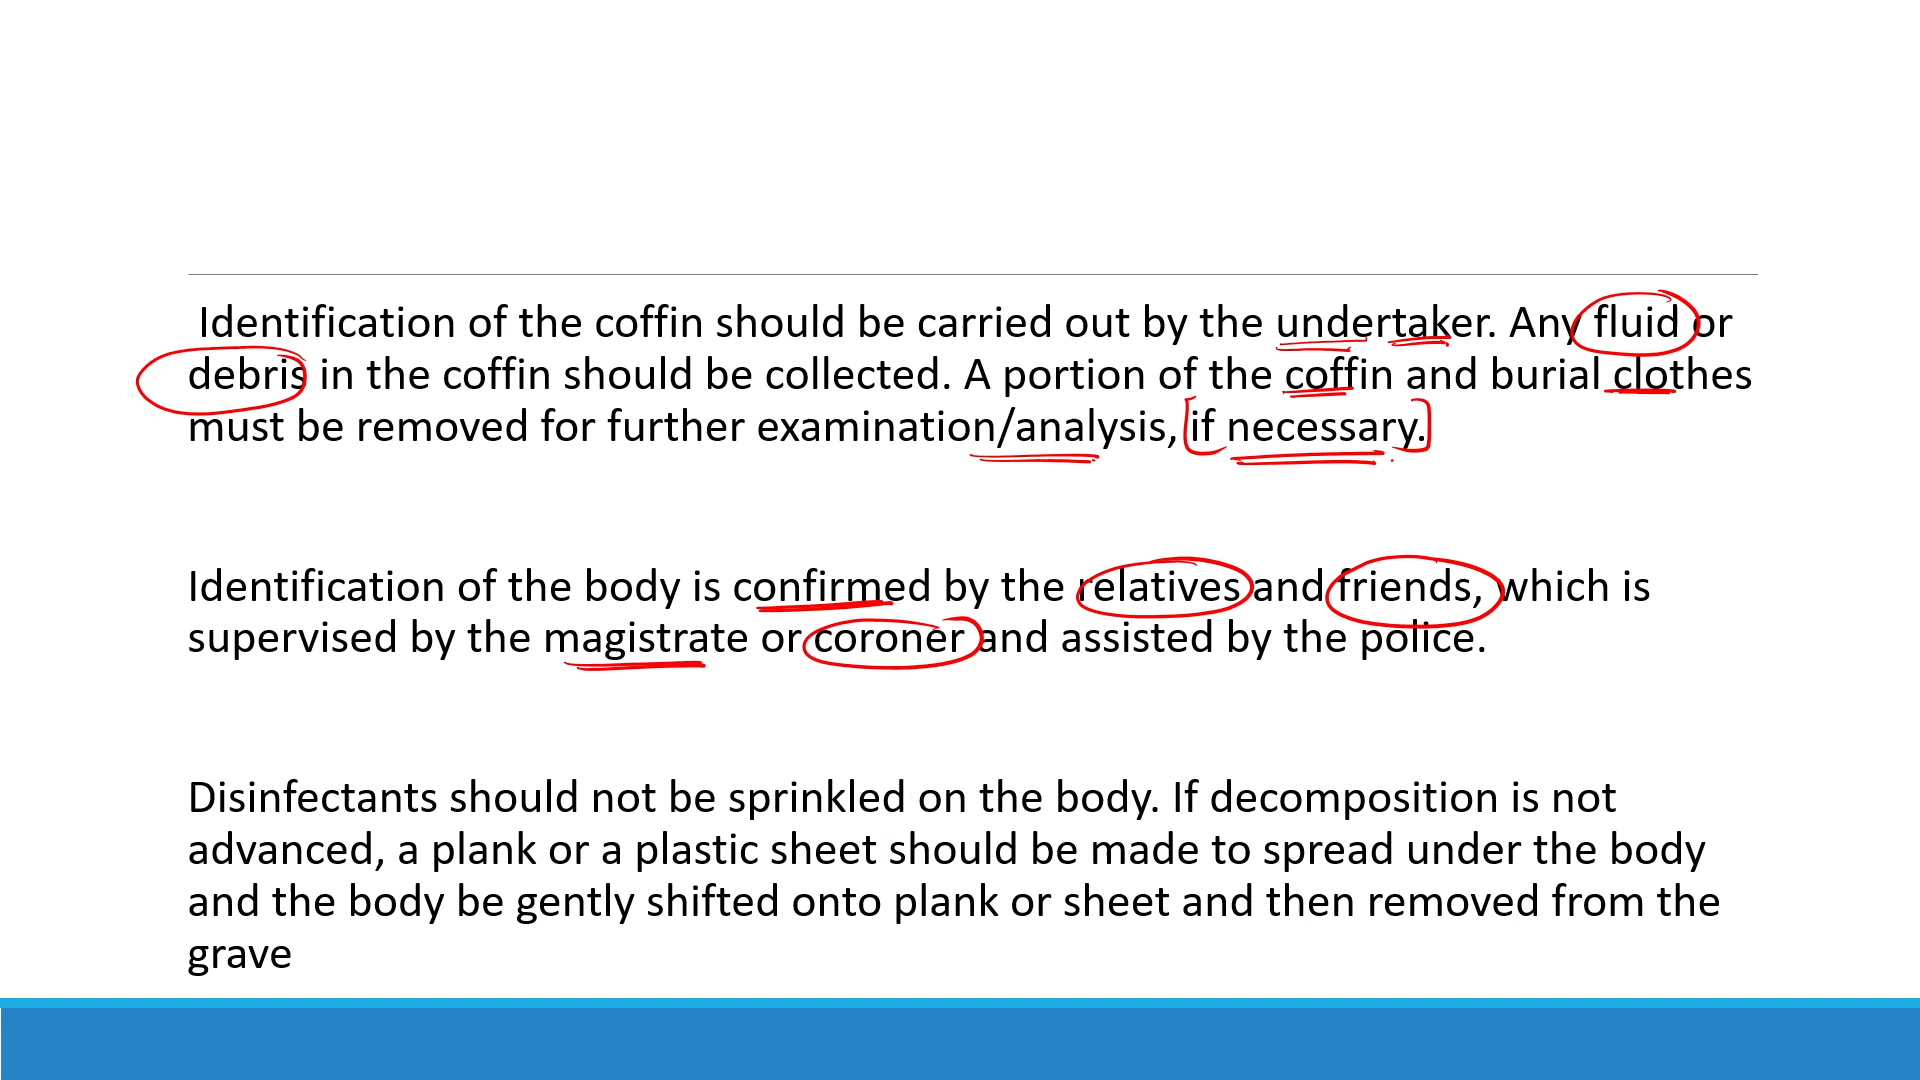 Identification of the coffin should be carried out by the undertaker. Any fluid or
debris in the coffin should be collected. A portion of the coffin and burial clothes
must be removed for further examination/analysis, if necessary.
Identification of the body is confirmed by the relatives and friends, which is
supervised by the magistrate or coroner and assisted by the police.
Disinfectants should not be sprinkled on the body. If decomposition is not
advanced, a plank or a plastic sheet should be made to spread under the body
and the body be gently shifted onto plank or sheet and then removed from the
grave